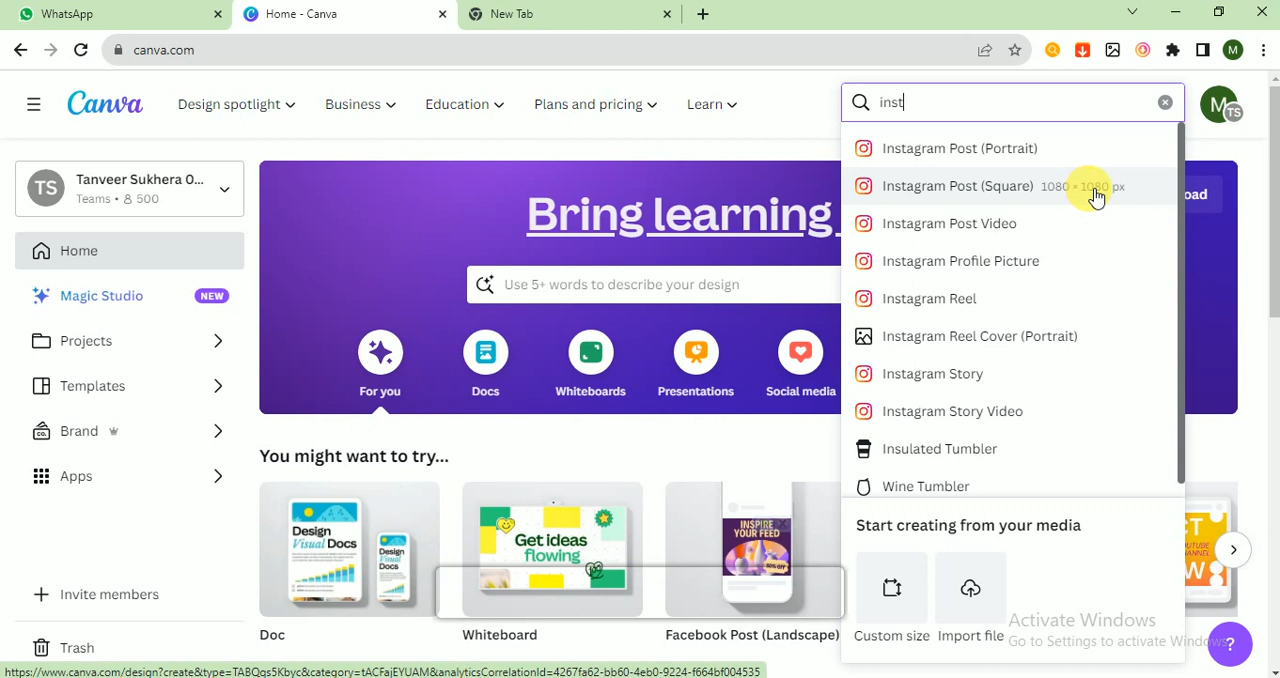 WhatsApp
Home - Canva
New Tab
canva.com
M
Canva
Design spotlight
Business
Education
Plans and pricing
Learn
inst
M TS
TS
Tanveer Sukhera 0...
Teams • 500
Home
Magic Studio
NEW
Projects
Templates
Brand
Apps
Invite members
Trash
Bring learning
Use 5+ words to describe your design
For you
Docs
Whiteboards
Presentations
Social media
Instagram Post (Portrait)
Instagram Post (Square) 1080 × 1080 px
Instagram Post Video
Instagram Profile Picture
Instagram Reel
Instagram Reel Cover (Portrait)
Instagram Story
Instagram Story Video
Insulated Tumbler
Wine Tumbler
Start creating from your media
Custom size
Import file
You might want to try...
Design
Visual Docs
Design
Visual Docs
Get ideas
flowing
INSPIRE
YOUR FEED
Doc
Whiteboard
Facebook Post (Landscape)
Activate Windows
Go to Settings to activate Windows
?
https://www.canva.com/design?create&type=TABQqs5Kbyc&category=tACFajEYUAM&analyticsCorrelationId=4267fa62-bb60-4eb0-9224-f664bf004535